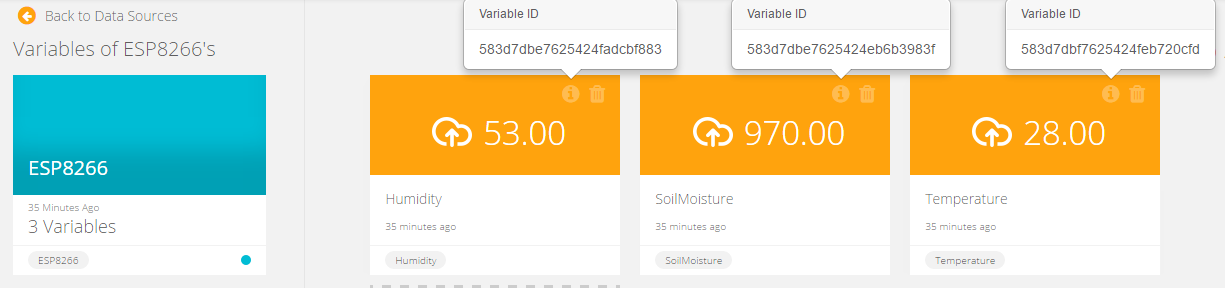 Back to Data Sources
Variables of ESP8266's
ESP8266
35 Minutes Ago
3 Variables
ESP8266
Variable ID
583d7dbe7625424fadcbf883
53.00
Humidity
35 minutes ago
Humidity
Variable ID
583d7dbe7625424eb6b3983f
970.00
SoilMoisture
35 minutes ago
SoilMoisture
Variable ID
583d7dbf7625424feb720cfd
28.00
Temperature
35 minutes ago
Temperature